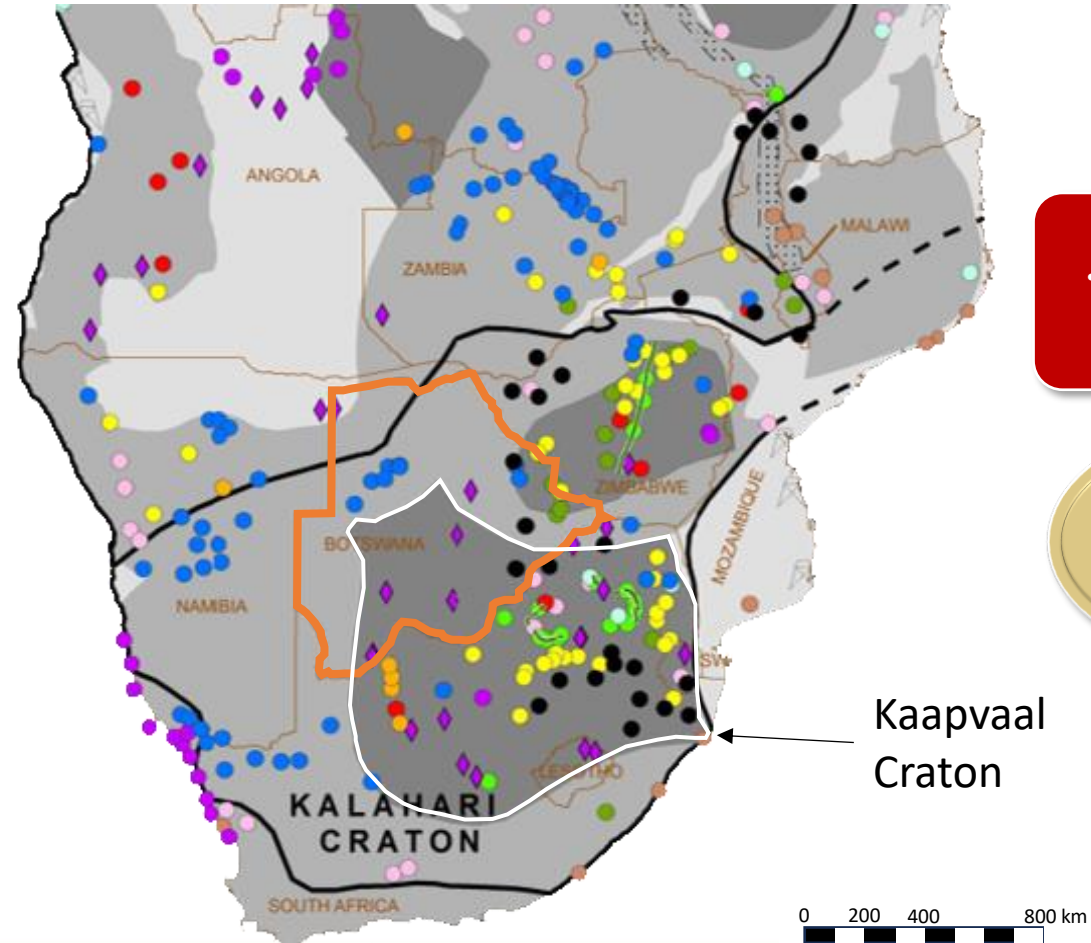 ANGOLA
MALAWI
ZAMBIA
ZIMBABWE
MOZAMBIQUE
BOTSWANA
NAMIBIA
SW
Kaapvaal
Craton
LESOTHO
KALAHARI
CRATON
SOUTH AFRICA
0 200 400 800 km